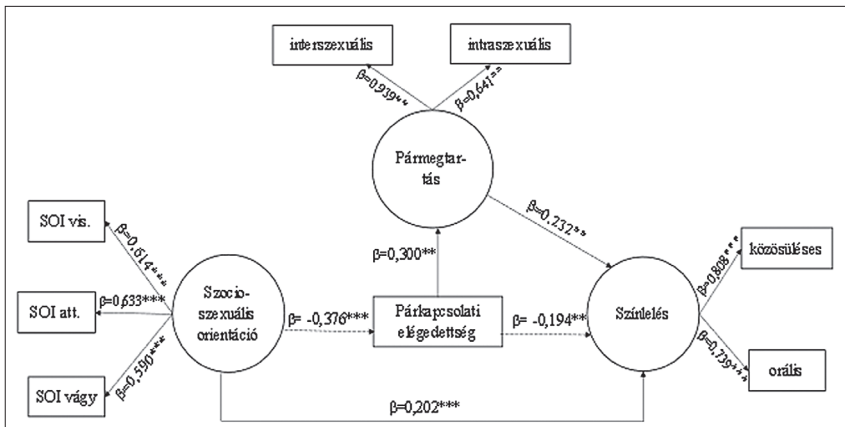 interszexuális
intraszexuális
β=0,939**
β=0,641**
Pármegtar-
tás
SOI vis.
β=0,614***
β=0,232**
közösüléses
β=0,808***
β=0,300**
SOI att.
β=0,633***
Szocio-
szexuális
orientáció
β= -0,376***
Párkapcsolati
elégedettség
β= -0,194**
Színlelés
SOI vágy
β=0,590***
β=0,739***
orális
β=0,202***